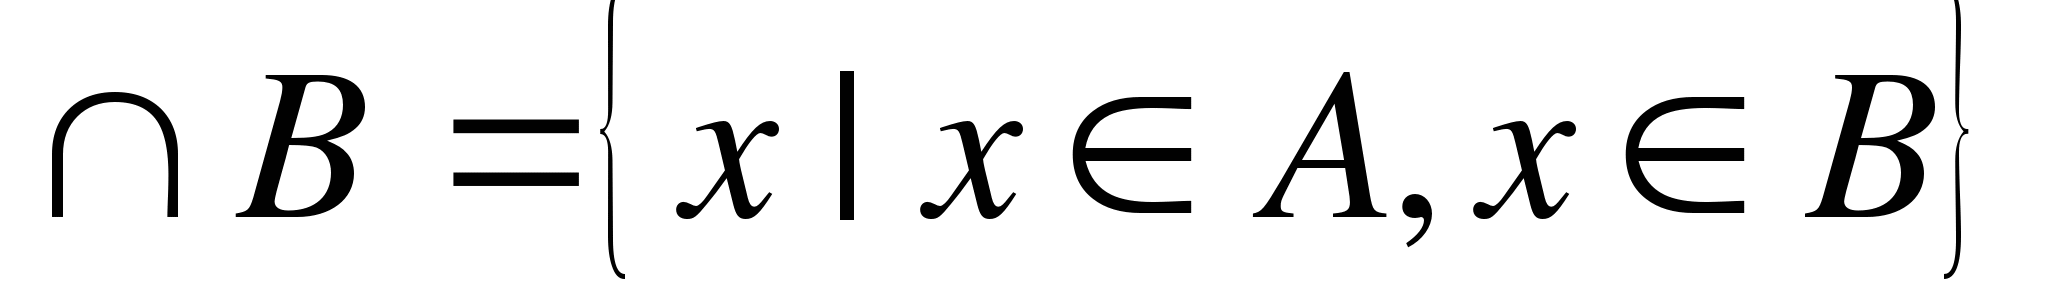 ∩ B = { x | x ∈ A, x ∈ B }